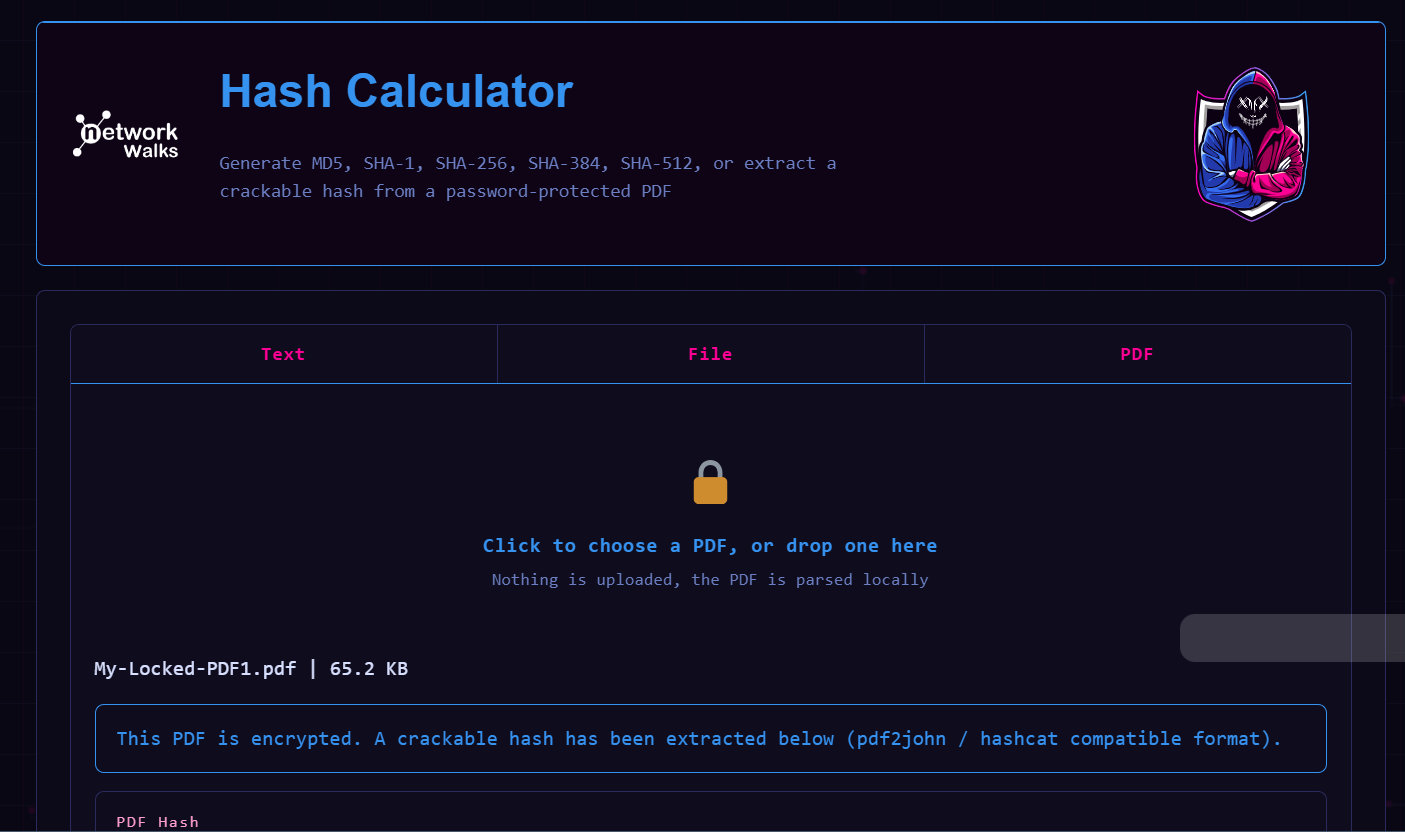 network
Walks
Hash Calculator
Generate MD5, SHA-1, SHA-256, SHA-384, SHA-512, or extract a
crackable hash from a password-protected PDF
Text
File
PDF
Click to choose a PDF, or drop one here
Nothing is uploaded, the PDF is parsed locally
My-Locked-PDF1.pdf | 65.2 KB
This PDF is encrypted. A crackable hash has been extracted below (pdf2john / hashcat compatible format).
PDF Hash